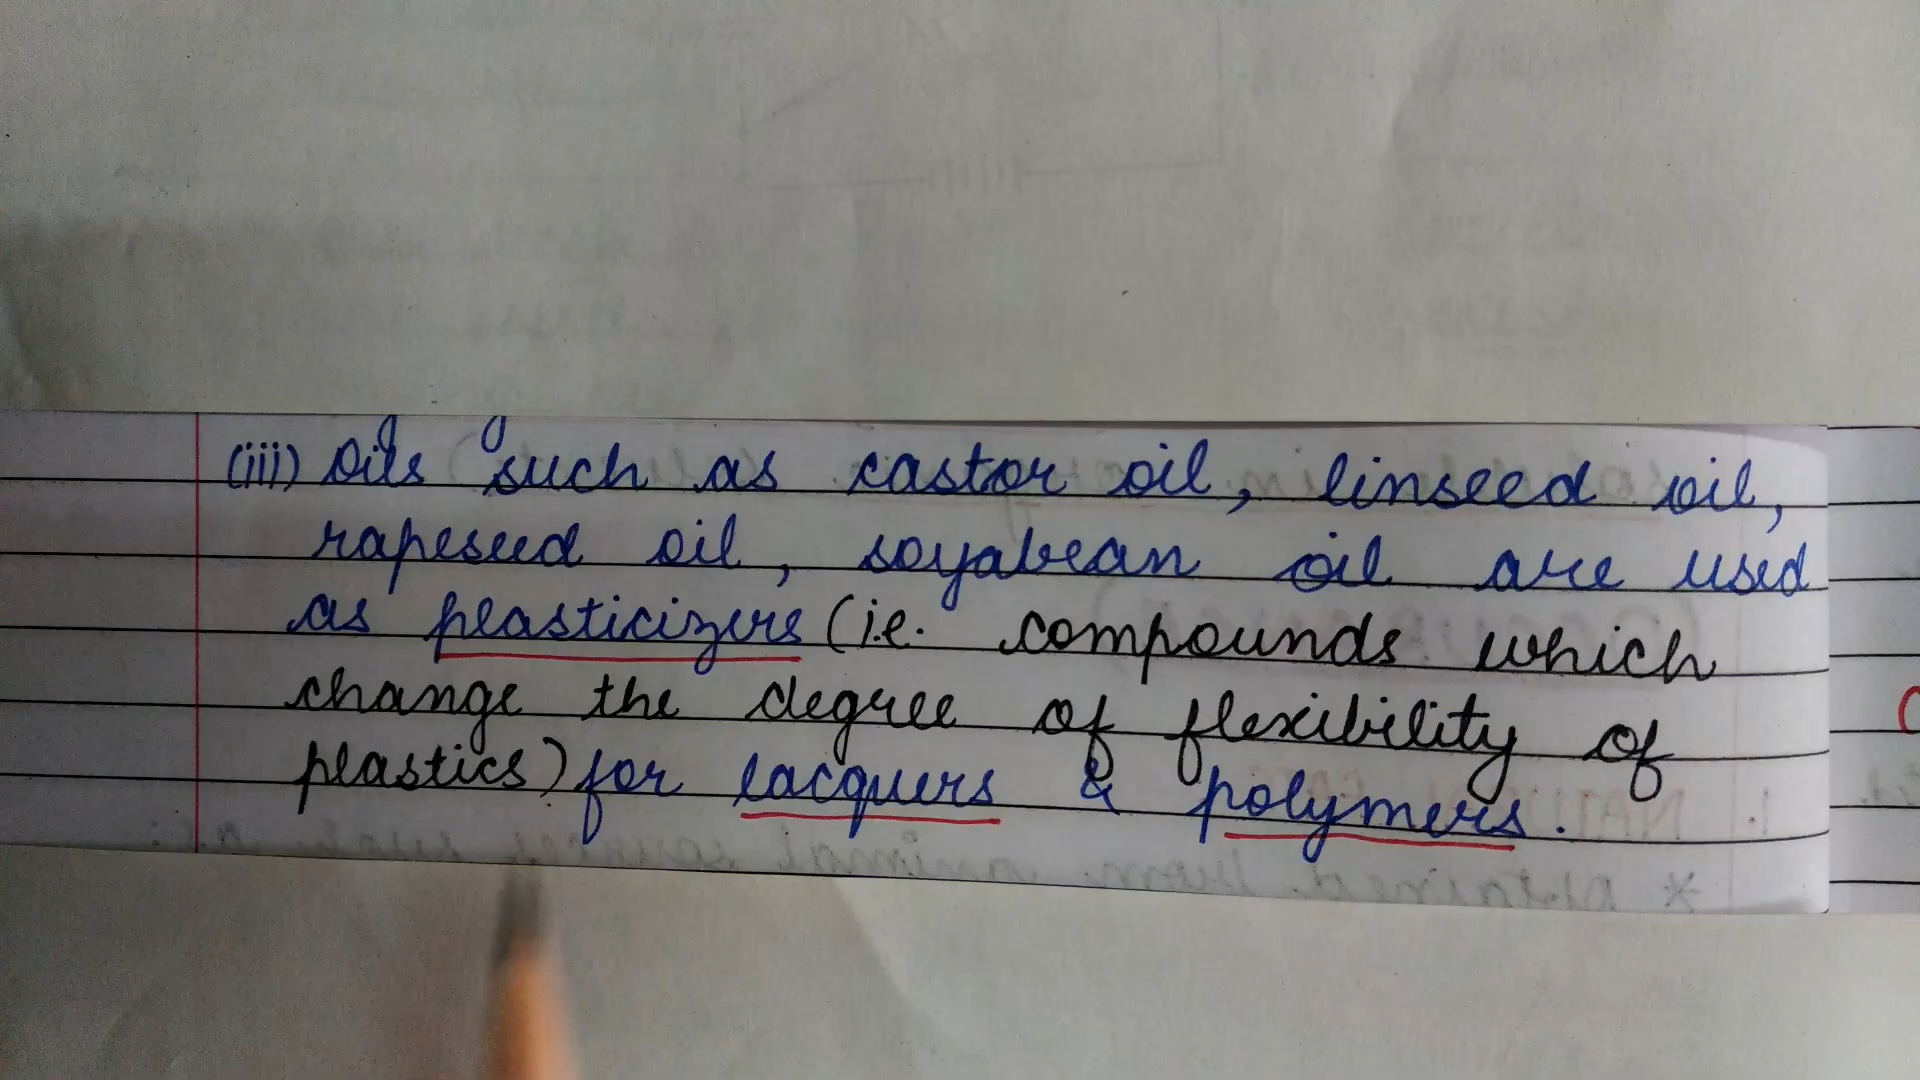 (iii) Oils such as castor oil, linseed oil,
rapeseed oil, soyabean oil are used
as plasticizers (i.e. compounds which
change the degree of flexibility of
plastics) for lacquers & polymers.